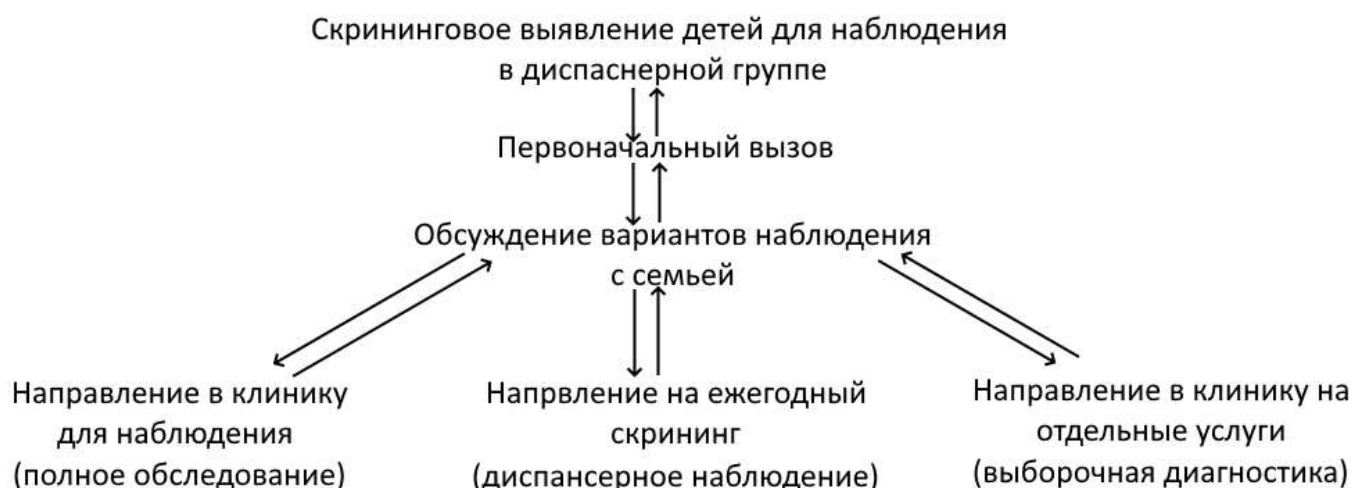 Скрининговое выявление детей для наблюдения
в диспаснерной группе
Первоначальный вызов
Обсуждение вариантов наблюдения
с семьей
Направление в клинику
для наблюдения
(полное обследование)
Напрвление на ежегодный
скрининг
(диспансерное наблюдение)
Направление в клинику на
отдельные услуги
(выборочная диагностика)